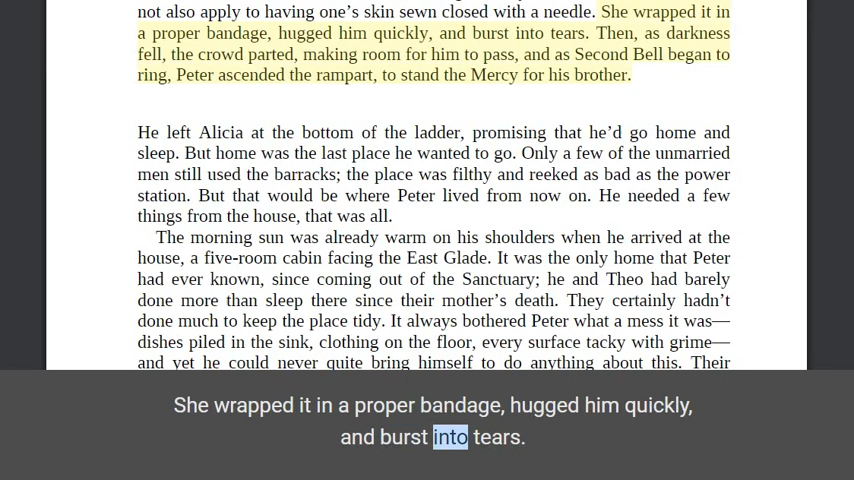 not also apply to having one's skin sewn closed with a needle. She wrapped it in
a proper bandage, hugged him quickly, and burst into tears. Then, as darkness
fell, the crowd parted, making room for him to pass, and as Second Bell began to
ring, Peter ascended the rampart, to stand the Mercy for his brother.
He left Alicia at the bottom of the ladder, promising that he'd go home and
sleep. But home was the last place he wanted to go. Only a few of the unmarried
men still used the barracks; the place was filthy and reeked as bad as the power
station. But that would be where Peter lived from now on. He needed a few
things from the house, that was all.
The morning sun was already warm on his shoulders when he arrived at the
house, a five-room cabin facing the East Glade. It was the only home that Peter
had ever known, since coming out of the Sanctuary; he and Theo had barely
done more than sleep there since their mother's death. They certainly hadn't
done much to keep the place tidy. It always bothered Peter what a mess it was—
dishes piled in the sink, clothing on the floor, every surface tacky with grime—
and yet he could never quite bring himself to do anything about this. Their
She wrapped it in a proper bandage, hugged him quickly,
and burst into tears.